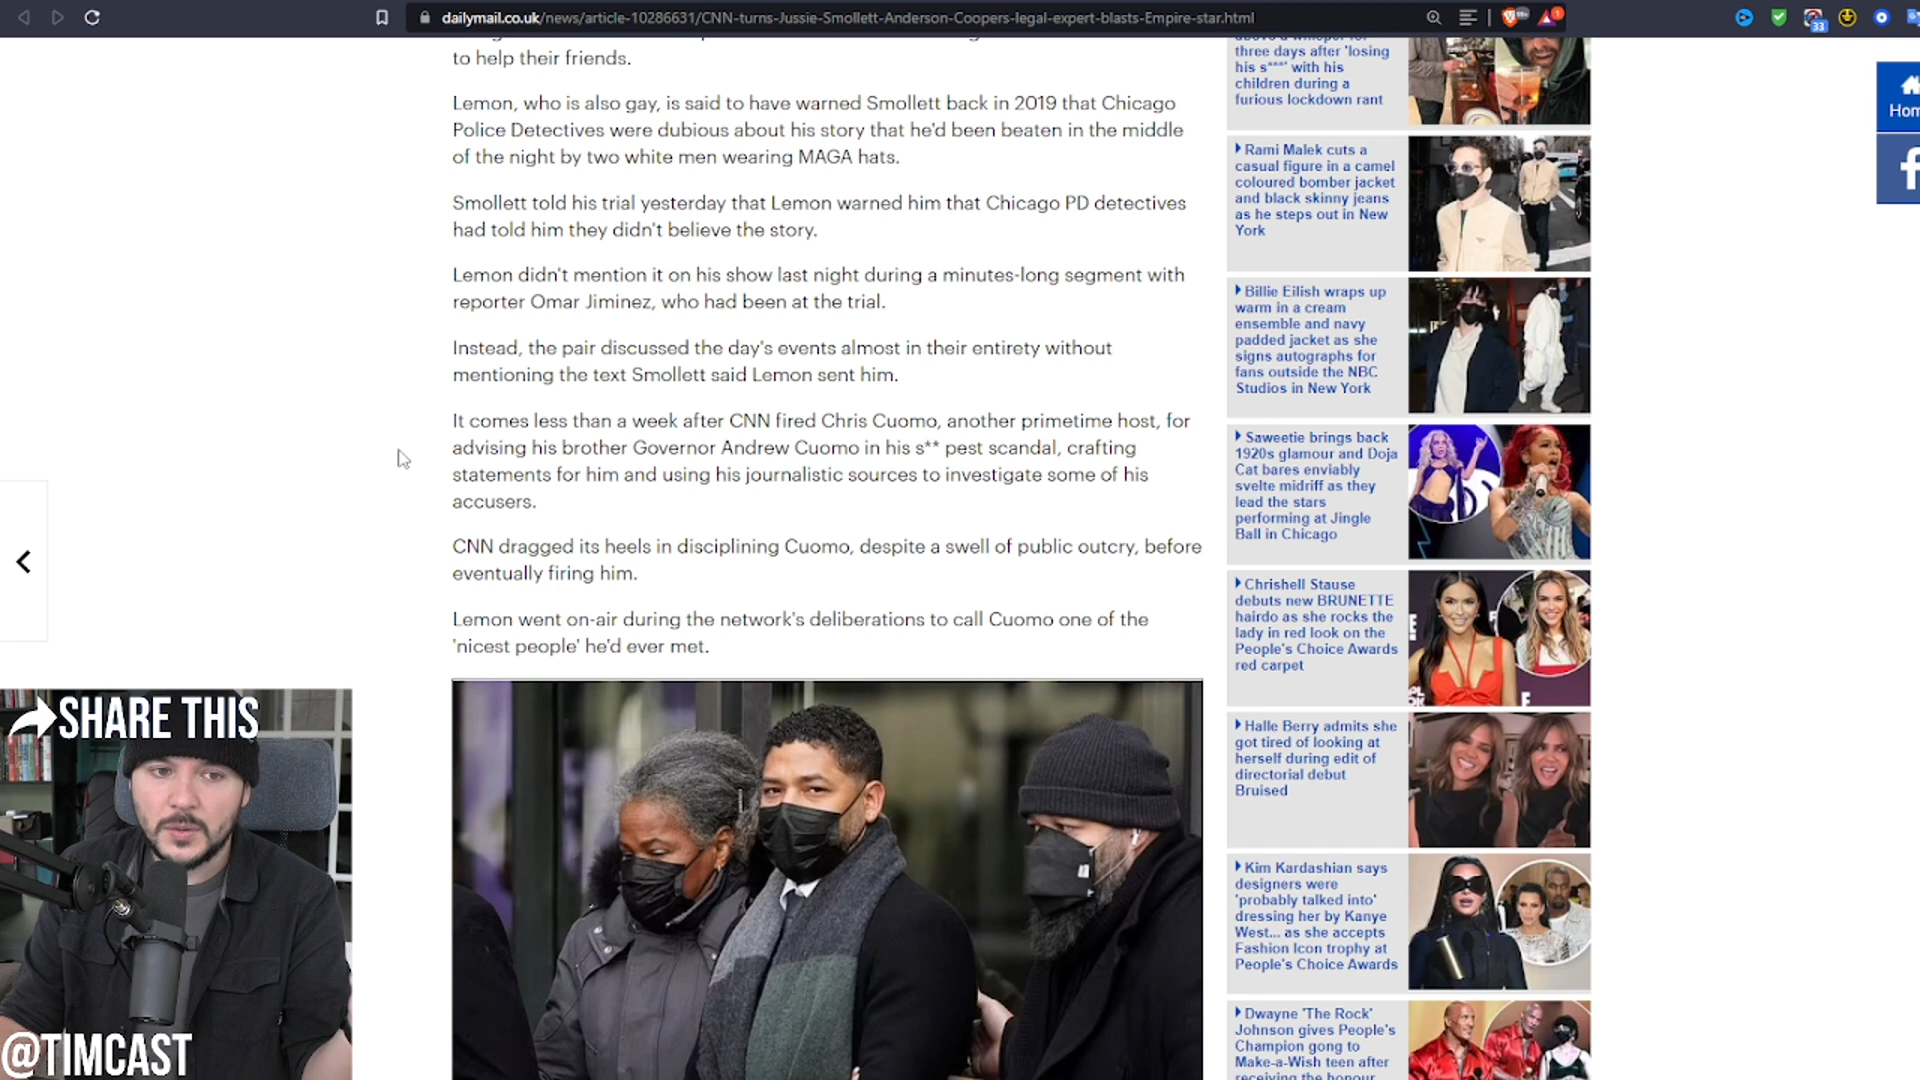 dailymail.co.uk/news/article-10286631/CNN-turns-Jussie-Smollett-Anderson-Coopers-legal-expert-blasts-Empire-star.html
99+
1
33
to help their friends.
Lemon, who is also gay, is said to have warned Smollett back in 2019 that Chicago
Police Detectives were dubious about his story that he'd been beaten in the middle
of the night by two white men wearing MAGA hats.
Smollett told his trial yesterday that Lemon warned him that Chicago PD detectives
had told him they didn't believe the story.
Lemon didn't mention it on his show last night during a minutes-long segment with
reporter Omar Jiminez, who had been at the trial.
Instead, the pair discussed the day's events almost in their entirety without
mentioning the text Smollett said Lemon sent him.
It comes less than a week after CNN fired Chris Cuomo, another primetime host, for
advising his brother Governor Andrew Cuomo in his s** pest scandal, crafting
statements for him and using his journalistic sources to investigate some of his
accusers.
CNN dragged its heels in disciplining Cuomo, despite a swell of public outcry, before
eventually firing him.
Lemon went on-air during the network's deliberations to call Cuomo one of the
'nicest people' he'd ever met.
three days after 'losing
his s***' with his
children during a
furious lockdown rant
Rami Malek cuts a
casual figure in a camel
coloured bomber jacket
and black skinny jeans
as he steps out in New
York
Billie Eilish wraps up
warm in a cream
ensemble and navy
padded jacket as she
signs autographs for
fans outside the NBC
Studios in New York
Saweetie brings back
1920s glamour and Doja
Cat bares enviably
svelte midriff as they
lead the stars
performing at Jingle
Ball in Chicago
Chrishell Stause
debuts new BRUNETTE
hairdo as she rocks the
lady in red look on the
People's Choice Awards
red carpet
Halle Berry admits she
got tired of looking at
herself during edit of
directorial debut
Bruised
Kim Kardashian says
designers were
'probably talked into'
dressing her by Kanye
West... as she accepts
Fashion Icon trophy at
People's Choice Awards
Dwayne 'The Rock'
Johnson gives People's
Champion gong to
Make-a-Wish teen after
receiving the honour
Hom
SHARE THIS
@TIMCAST